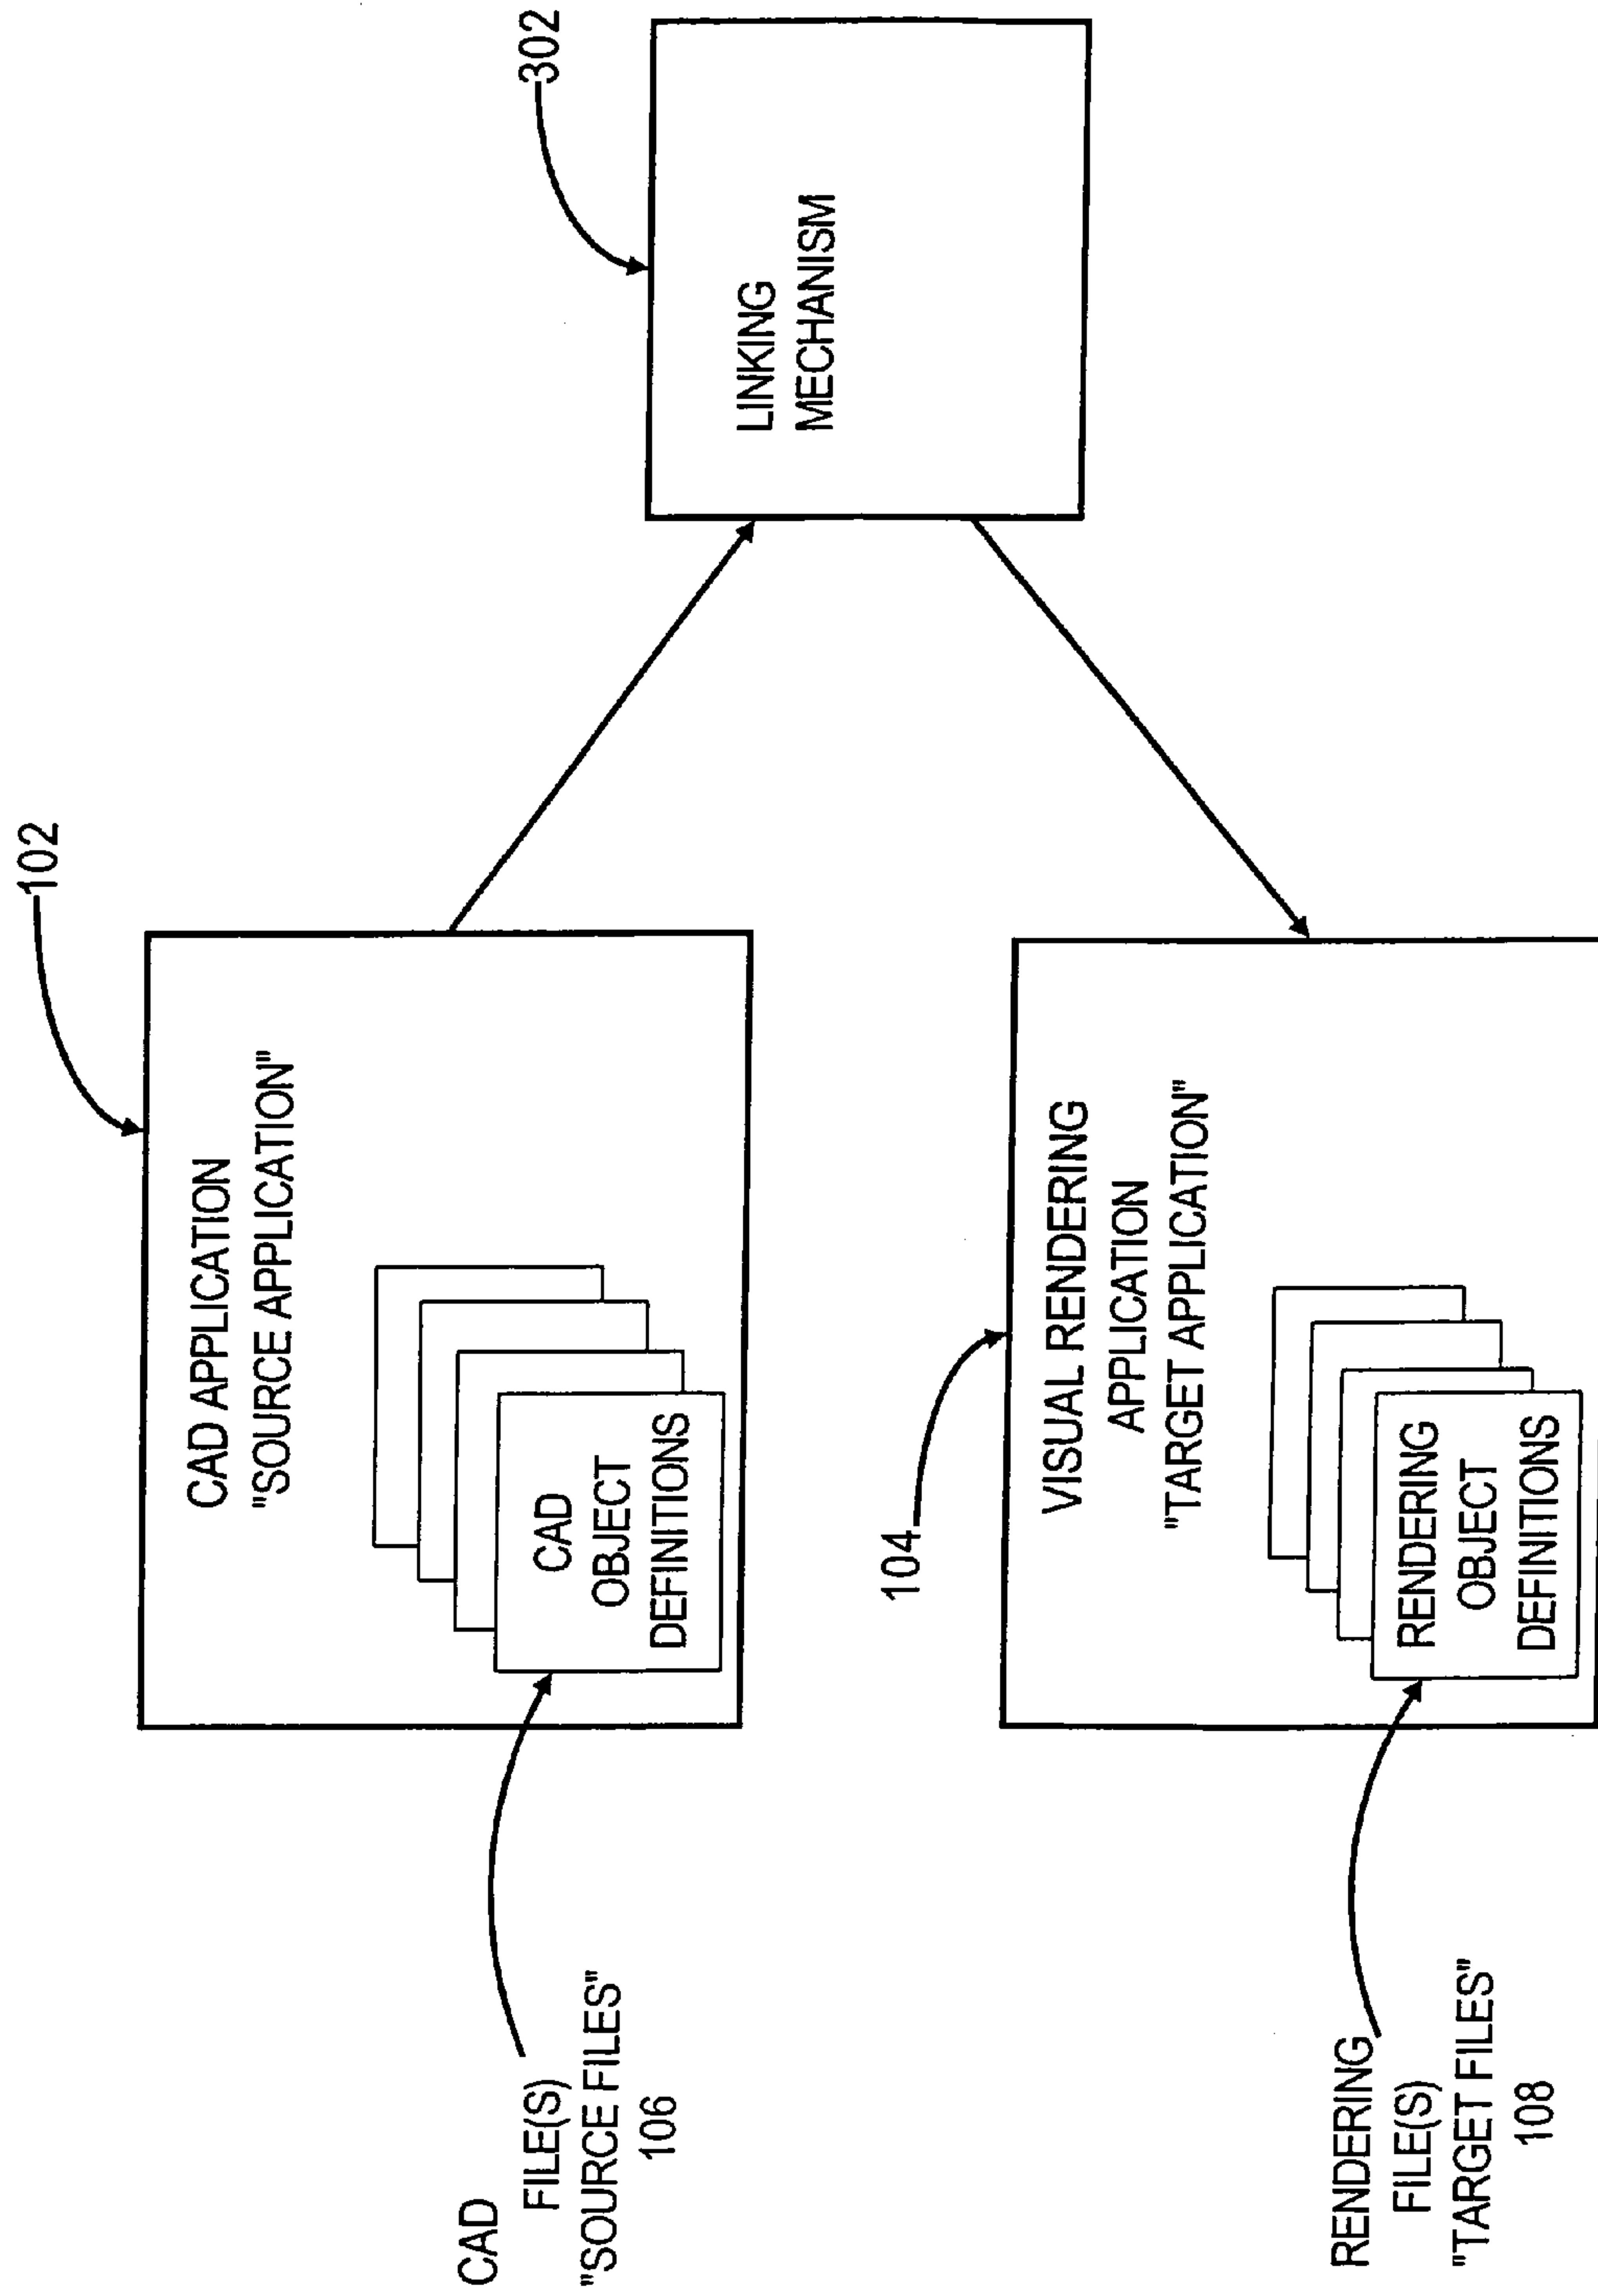 102
CAD APPLICATION
"SOURCE APPLICATION"
CAD
OBJECT
DEFINITIONS
CAD
FILE(S)
"SOURCE FILES"
106
302
LINKING
MECHANISM
104
VISUAL RENDERING
APPLICATION
"TARGET APPLICATION"
RENDERING
OBJECT
DEFINITIONS
RENDERING
FILE(S)
"TARGET FILES"
108